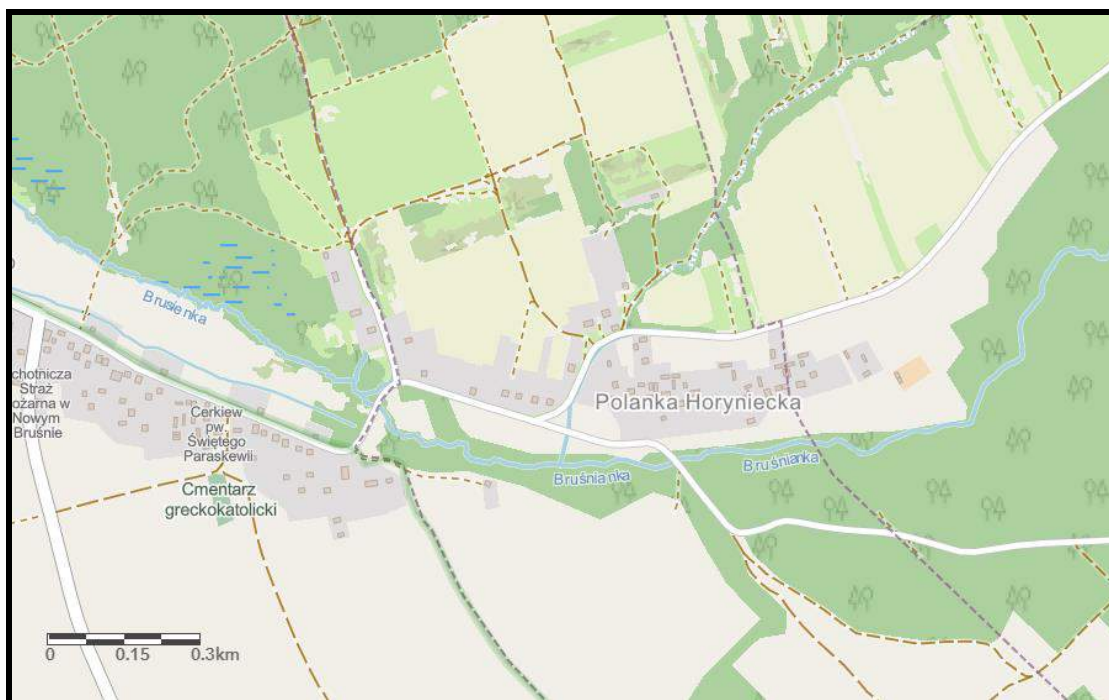 Brusienka
chotnicza
Straż
ożarna w
Nowym
Bruśnie
Cerkiew
pw.
Świętego
Paraskewii
Cmentarz
greckokatolicki
Polanka Horyniecka
Bruśnianka
Bruśnianka
0 0.15 0.3km